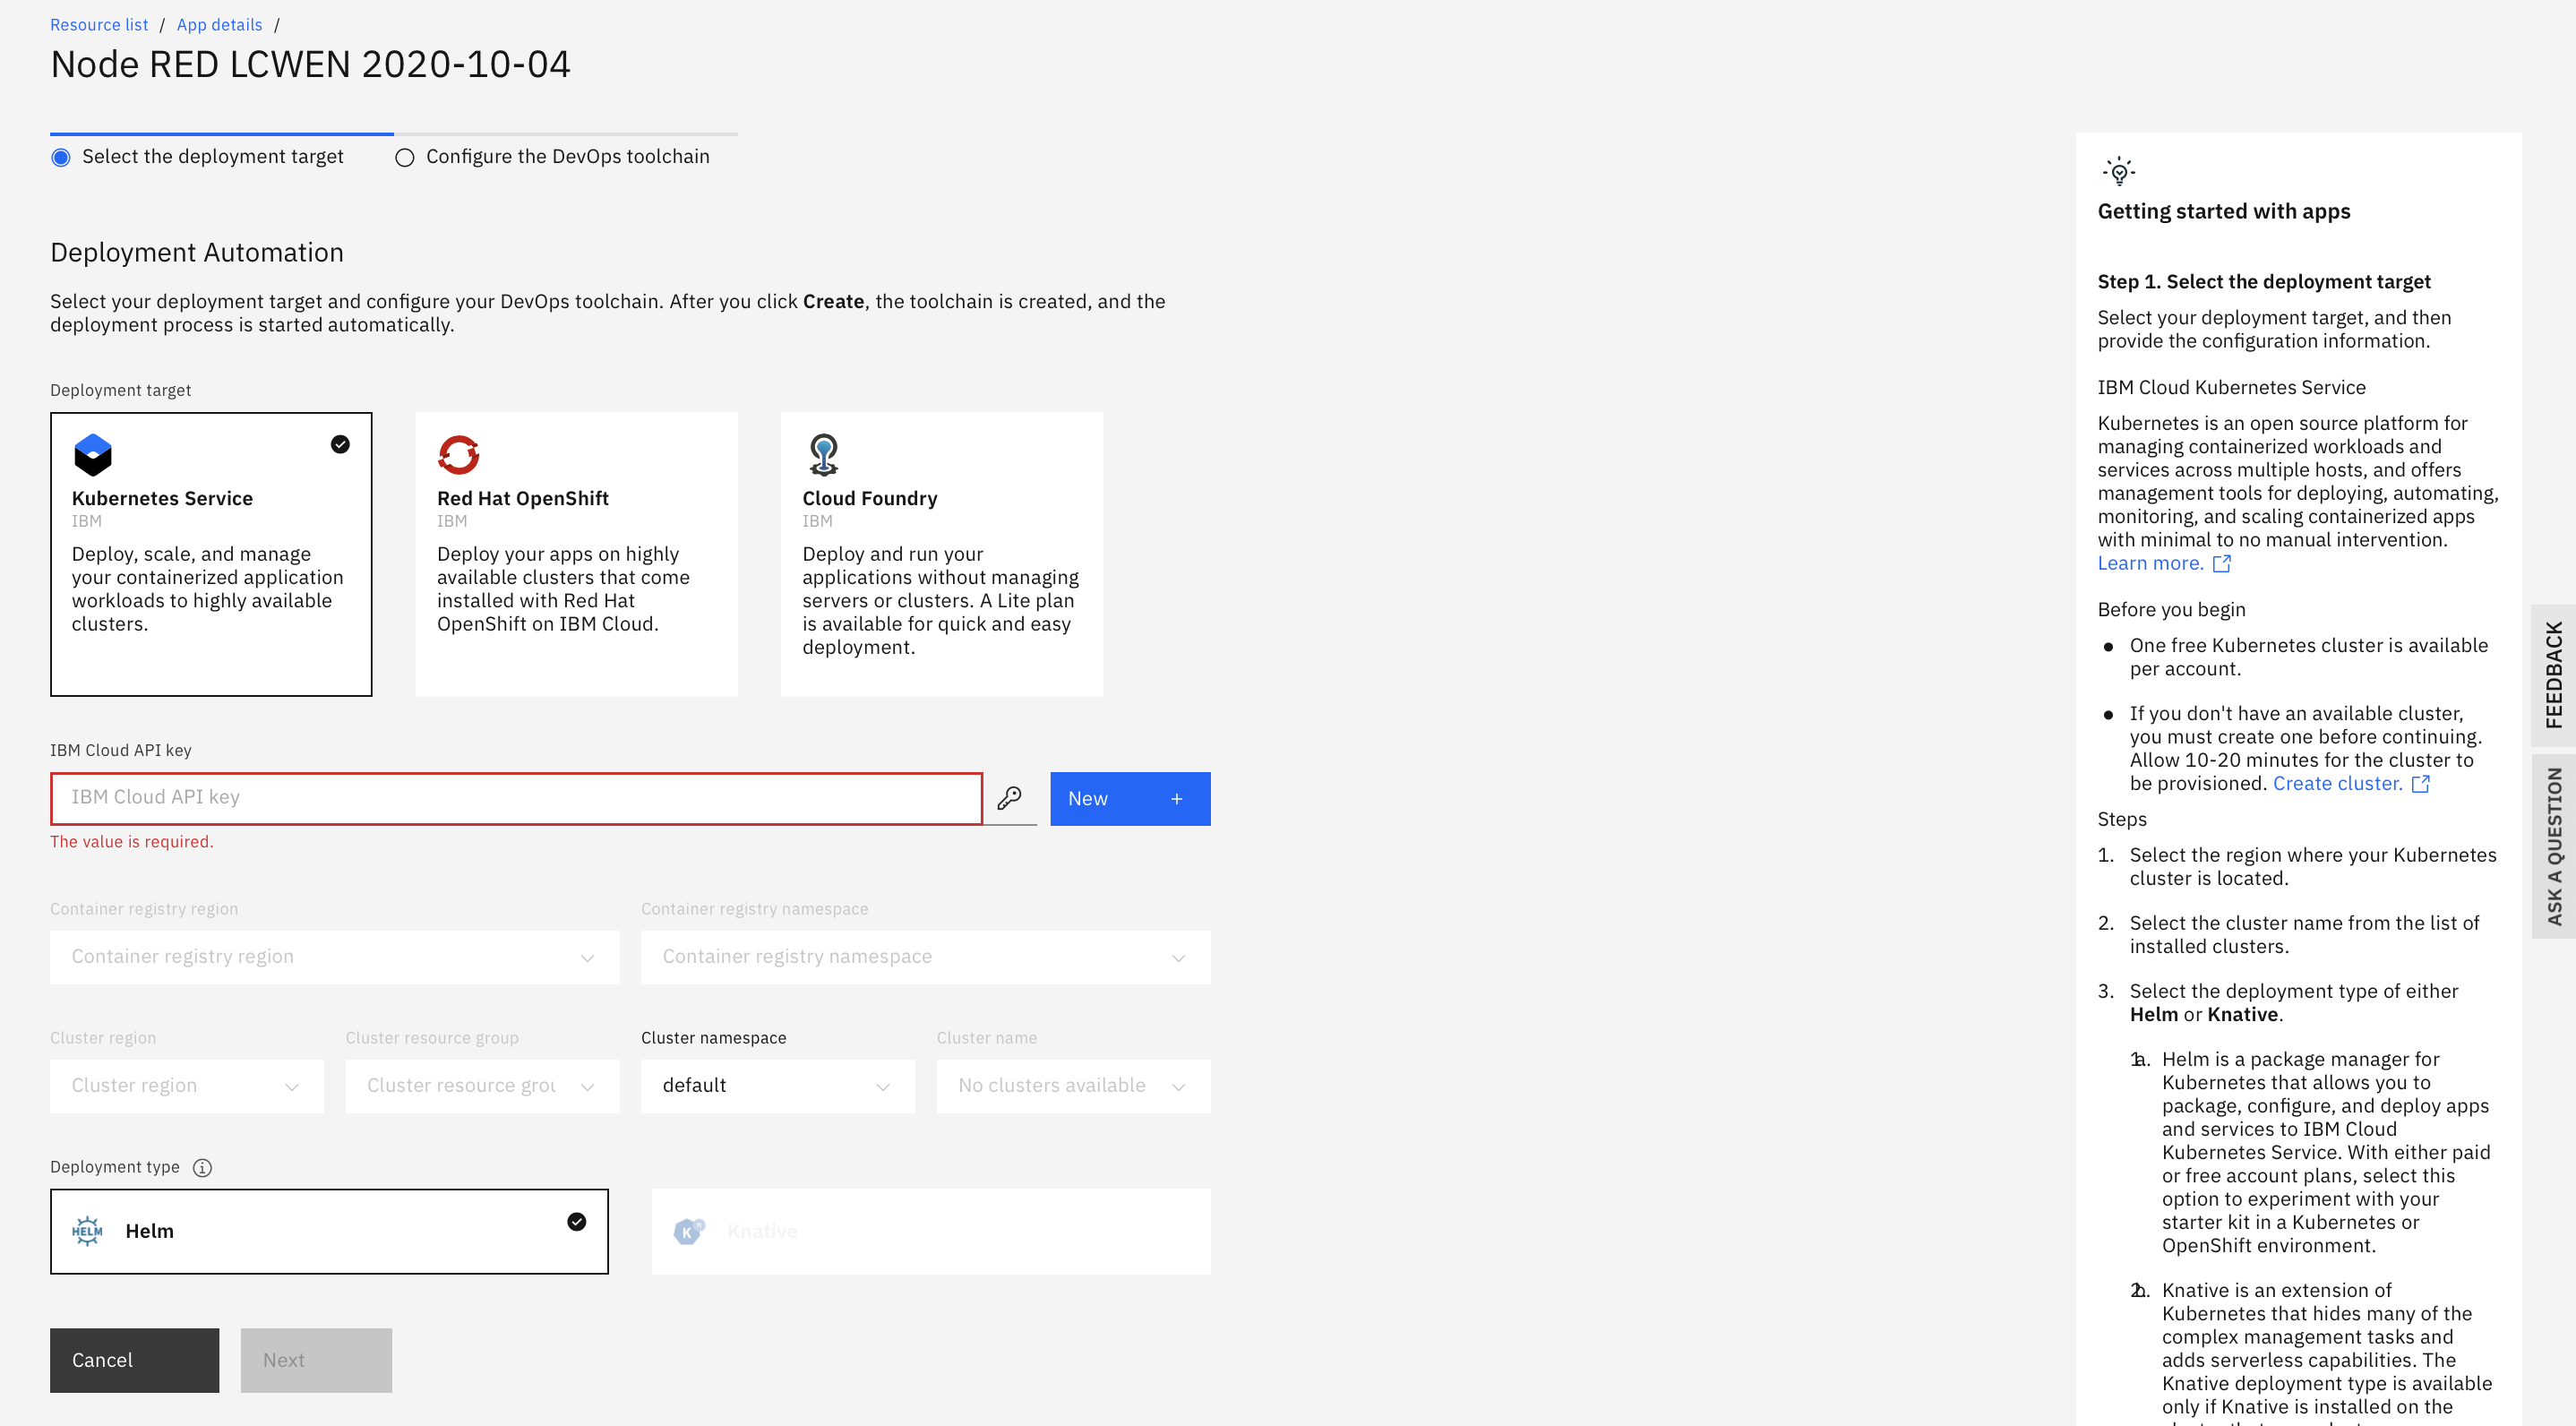 Resource list / App details /
Node RED LCWEN 2020-10-04
Select the deployment target
Configure the DevOps toolchain
Deployment Automation
Select your deployment target and configure your DevOps toolchain. After you click Create, the toolchain is created, and the
deployment process is started automatically.
Deployment target
Kubernetes Service
IBM
Deploy, scale, and manage
your containerized application
workloads to highly available
clusters.
Red Hat OpenShift
IBM
Deploy your apps on highly
available clusters that come
installed with Red Hat
OpenShift on IBM Cloud.
Cloud Foundry
IBM
Deploy and run your
applications without managing
servers or clusters. A Lite plan
is available for quick and easy
deployment.
IBM Cloud API key
IBM Cloud API key
New +
The value is required.
Container registry region
Container registry region
Container registry namespace
Container registry namespace
Cluster region
Cluster region
Cluster resource group
Cluster resource grou
Cluster namespace
default
Cluster name
No clusters available
Deployment type
HELM
Helm
K
n
Knative
Cancel
Next
Getting started with apps
Step 1. Select the deployment target
Select your deployment target, and then
provide the configuration information.
IBM Cloud Kubernetes Service
Kubernetes is an open source platform for
managing containerized workloads and
services across multiple hosts, and offers
management tools for deploying, automating,
monitoring, and scaling containerized apps
with minimal to no manual intervention.
Learn more.
Before you begin
● One free Kubernetes cluster is available
per account.
● If you don't have an available cluster,
you must create one before continuing.
Allow 10-20 minutes for the cluster to
be provisioned. Create cluster.
Steps
1. Select the region where your Kubernetes
cluster is located.
2. Select the cluster name from the list of
installed clusters.
3. Select the deployment type of either
Helm or Knative.
a. Helm is a package manager for
Kubernetes that allows you to
package, configure, and deploy apps
and services to IBM Cloud
Kubernetes Service. With either paid
or free account plans, select this
option to experiment with your
starter kit in a Kubernetes or
OpenShift environment.
b. Knative is an extension of
Kubernetes that hides many of the
complex management tasks and
adds serverless capabilities. The
Knative deployment type is available
only if Knative is installed on the
FEEDBACK
ASK A QUESTION